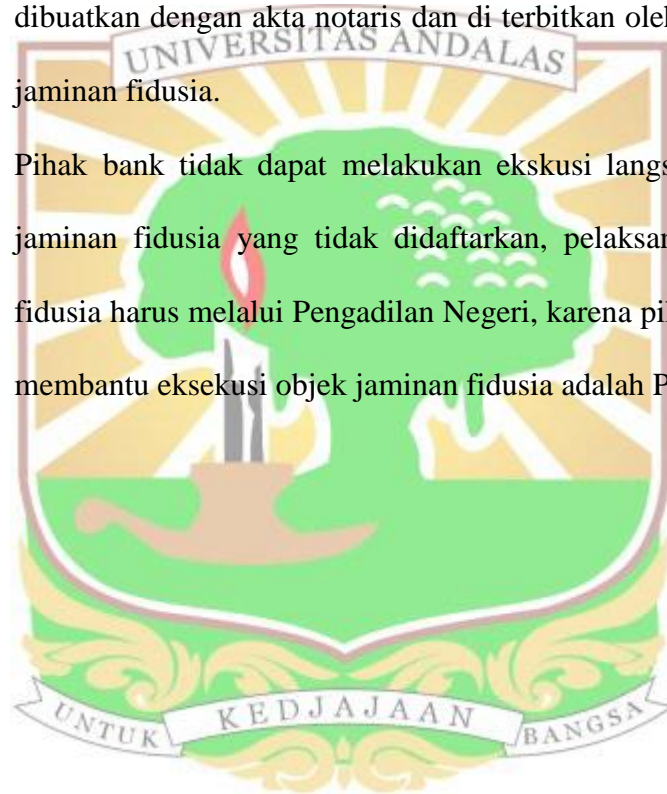 dibuatkan dengan akta notaris dan di terbitkan oleh
UNIVERSITAS ANDALAS
jaminan fidusia.
Pihak bank tidak dapat melakukan ekskusi langs
jaminan fidusia yang tidak didaftarkan, pelaksan
fidusia harus melalui Pengadilan Negeri, karena pi
membantu eksekusi objek jaminan fidusia adalah P
UNTUK KEDJAJAAN BANGSA